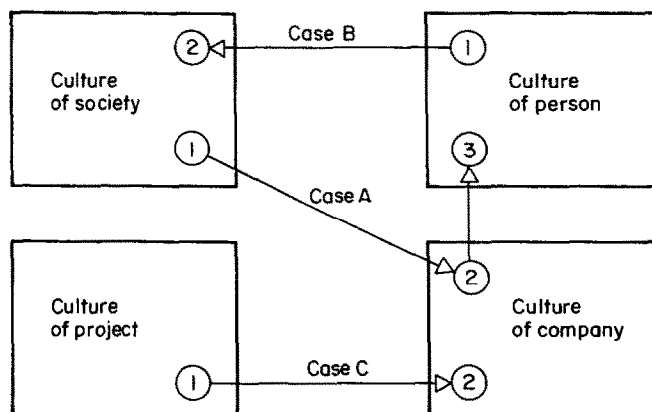 Case B
2
1
Culture
of society
Culture
of person
1
3
Case A
Culture
of project
2
Culture
of company
1
Case C
2